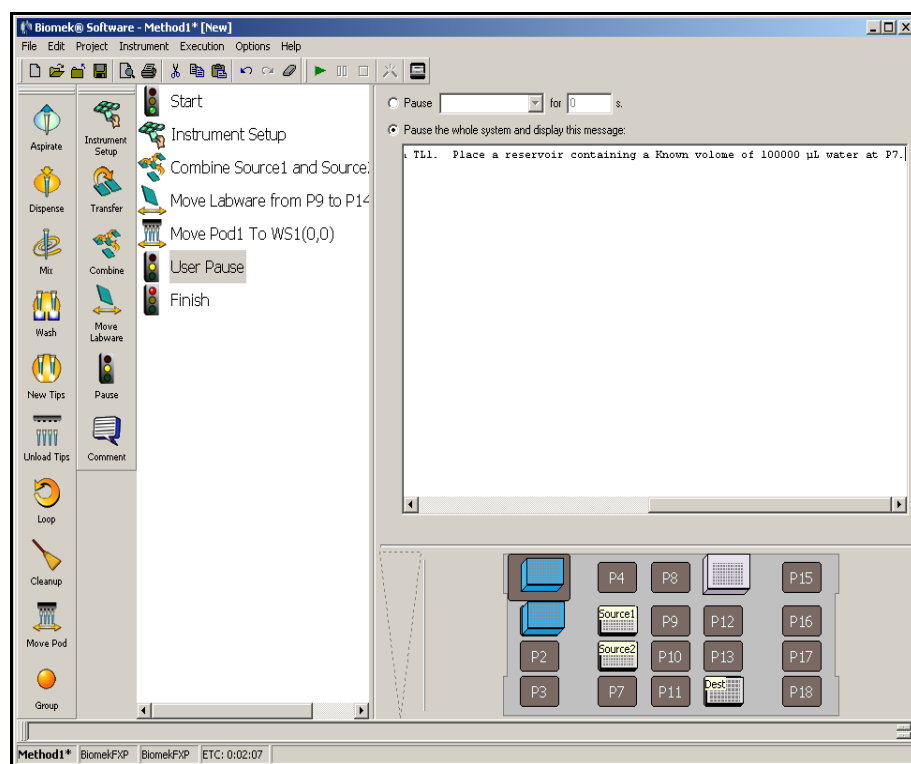 Biomek® Software - Method1* [New]
File Edit Project Instrument Execution Options Help
Aspirate
Dispense
Mix
Wash
New Tips
Unload Tips
Loop
Cleanup
Move Pod
Group
Instrument
Setup
Transfer
Combine
Move
Labware
Pause
Comment
Start
Instrument Setup
Combine Source1 and Source
Move Labware from P9 to P14
Move Pod1 To WS1(0,0)
User Pause
Finish
Pause for 0 s.
Pause the whole system and display this message:
TL1. Place a reservoir containing a Known volome of 100000 µL water at P7.
P4 P8 P15
Source1 P9 P12 P16
P2 Source2 P10 P13 P17
P3 P7 P11 Dest P18
Method1* BiomekFXP BiomekFXP ETC: 0:02:07